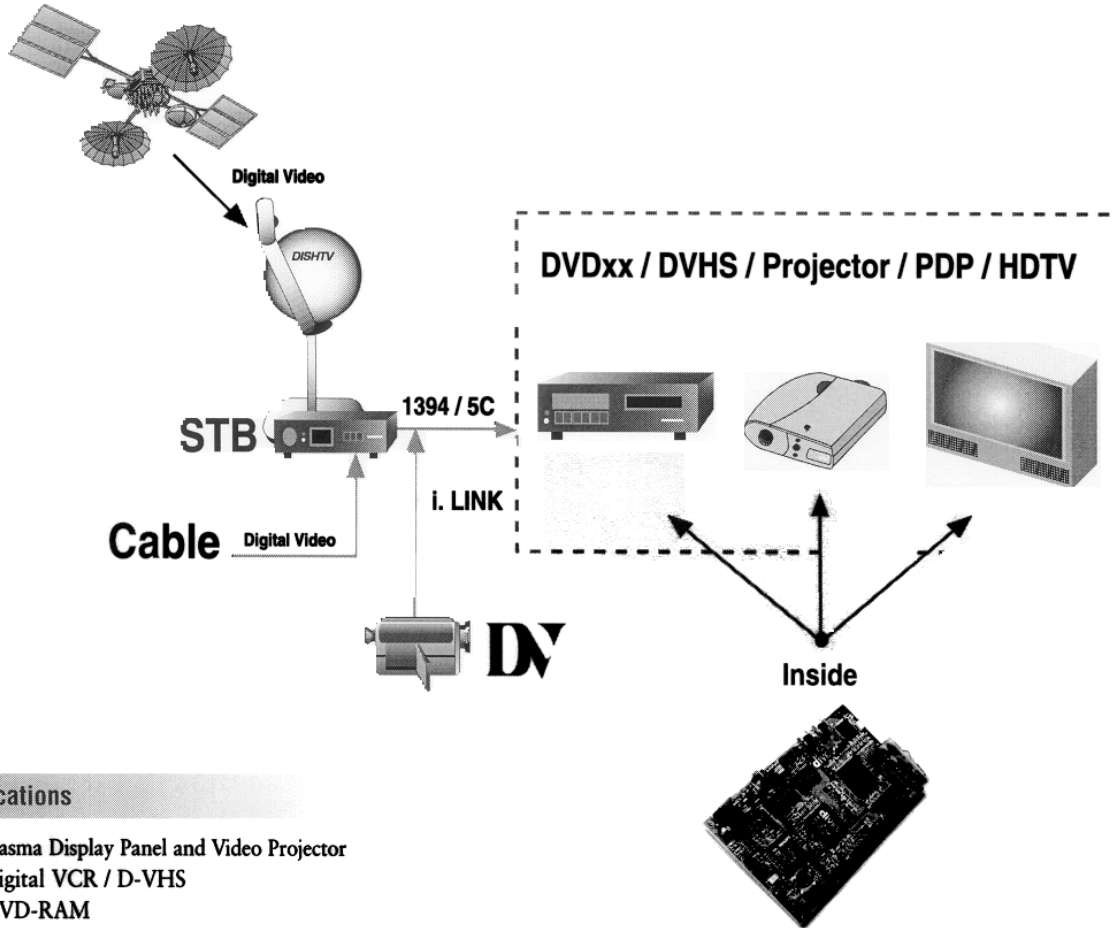 Digital Video
DISHTV
DVDxx / DVHS / Projector / PDP / HDTV
1394 / 5C
STB
i. LINK
Cable
Digital Video
DV
Inside
cations
asma Display Panel and Video Projector
igital VCR / D-VHS
VD-RAM